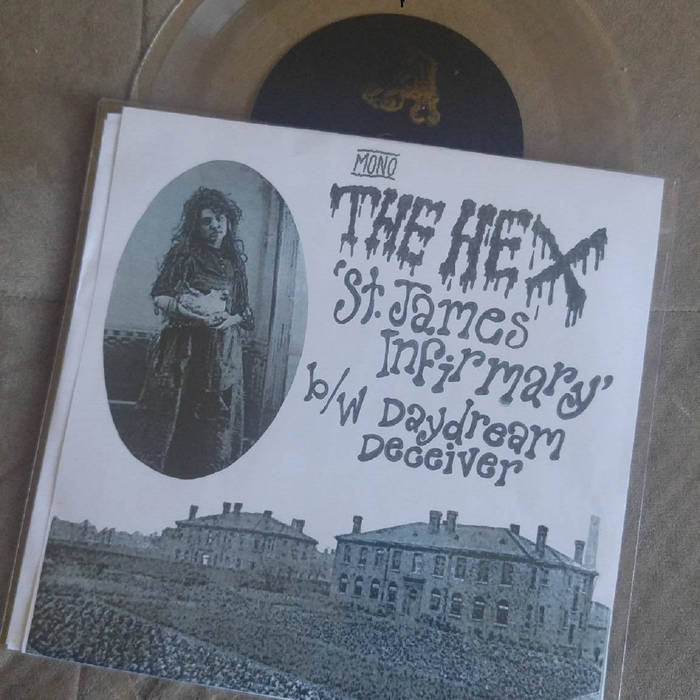 MONO
THE HEX
'St. James
Infirmary'
b/w Daydream
Deceiver